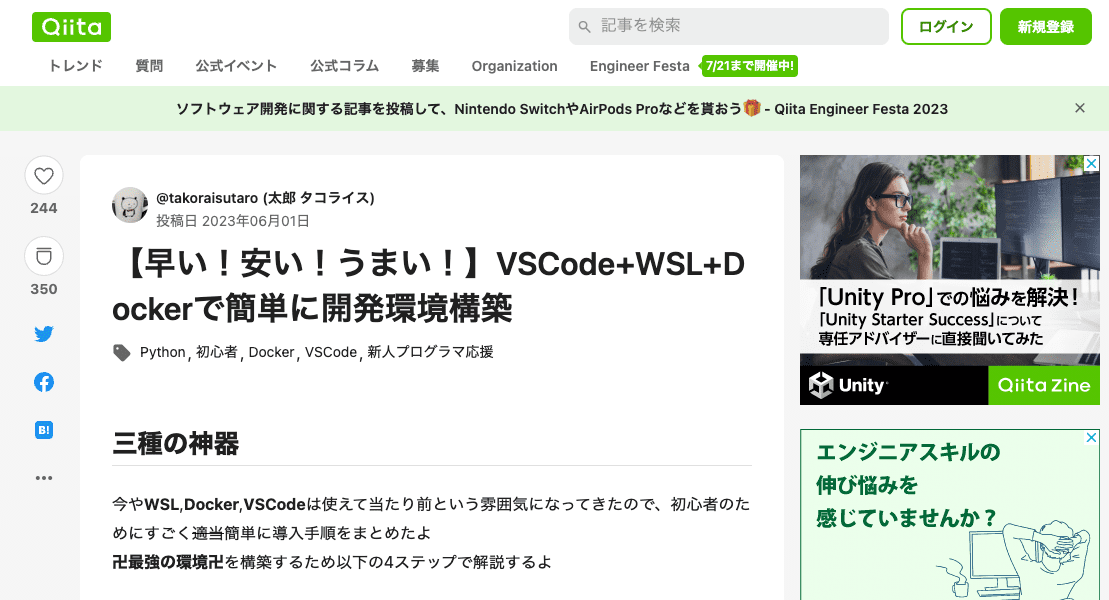 Qiita
記事を検索
ログイン
新規登録
トレンド 質問 公式イベント 公式コラム 募集 Organization Engineer Festa 7/21まで開催中!
ソフトウェア開発に関する記事を投稿して、Nintendo SwitchやAirPods Proなどを貰おう🎁 - Qiita Engineer Festa 2023
244
350
B!
@takoraisutaro (太郎 タコライス)
投稿日 2023年06月01日
【早い！安い！うまい！】VSCode+WSL+D
ockerで簡単に開発環境構築
Python , 初心者 , Docker , VSCode , 新人プログラマ応援
三種の神器
今やWSL,Docker,VSCodeは使えて当たり前という雰囲気になってきたので、初心者のた
めにすごく適当簡単に導入手順をまとめたよ
卍最強の環境卍を構築するため以下の4ステップで解説するよ
「Unity Pro」での悩みを解決！
「Unity Starter Success」について
専任アドバイザーに直接聞いてみた
Unity
Qiita Zine
エンジニアスキルの
伸び悩みを
感じていませんか？